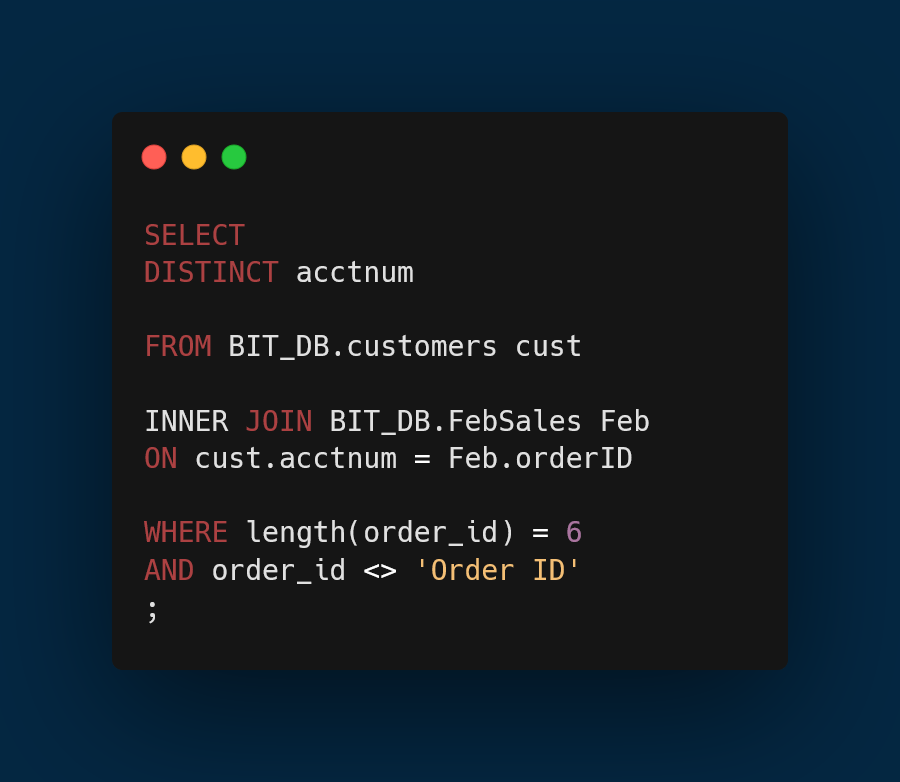 SELECT
DISTINCT acctnum
FROM BIT_DB.customers cust
INNER JOIN BIT_DB.FebSales Feb
ON cust.acctnum = Feb.orderID
WHERE length(order_id) = 6
AND order_id <> 'Order ID'
;